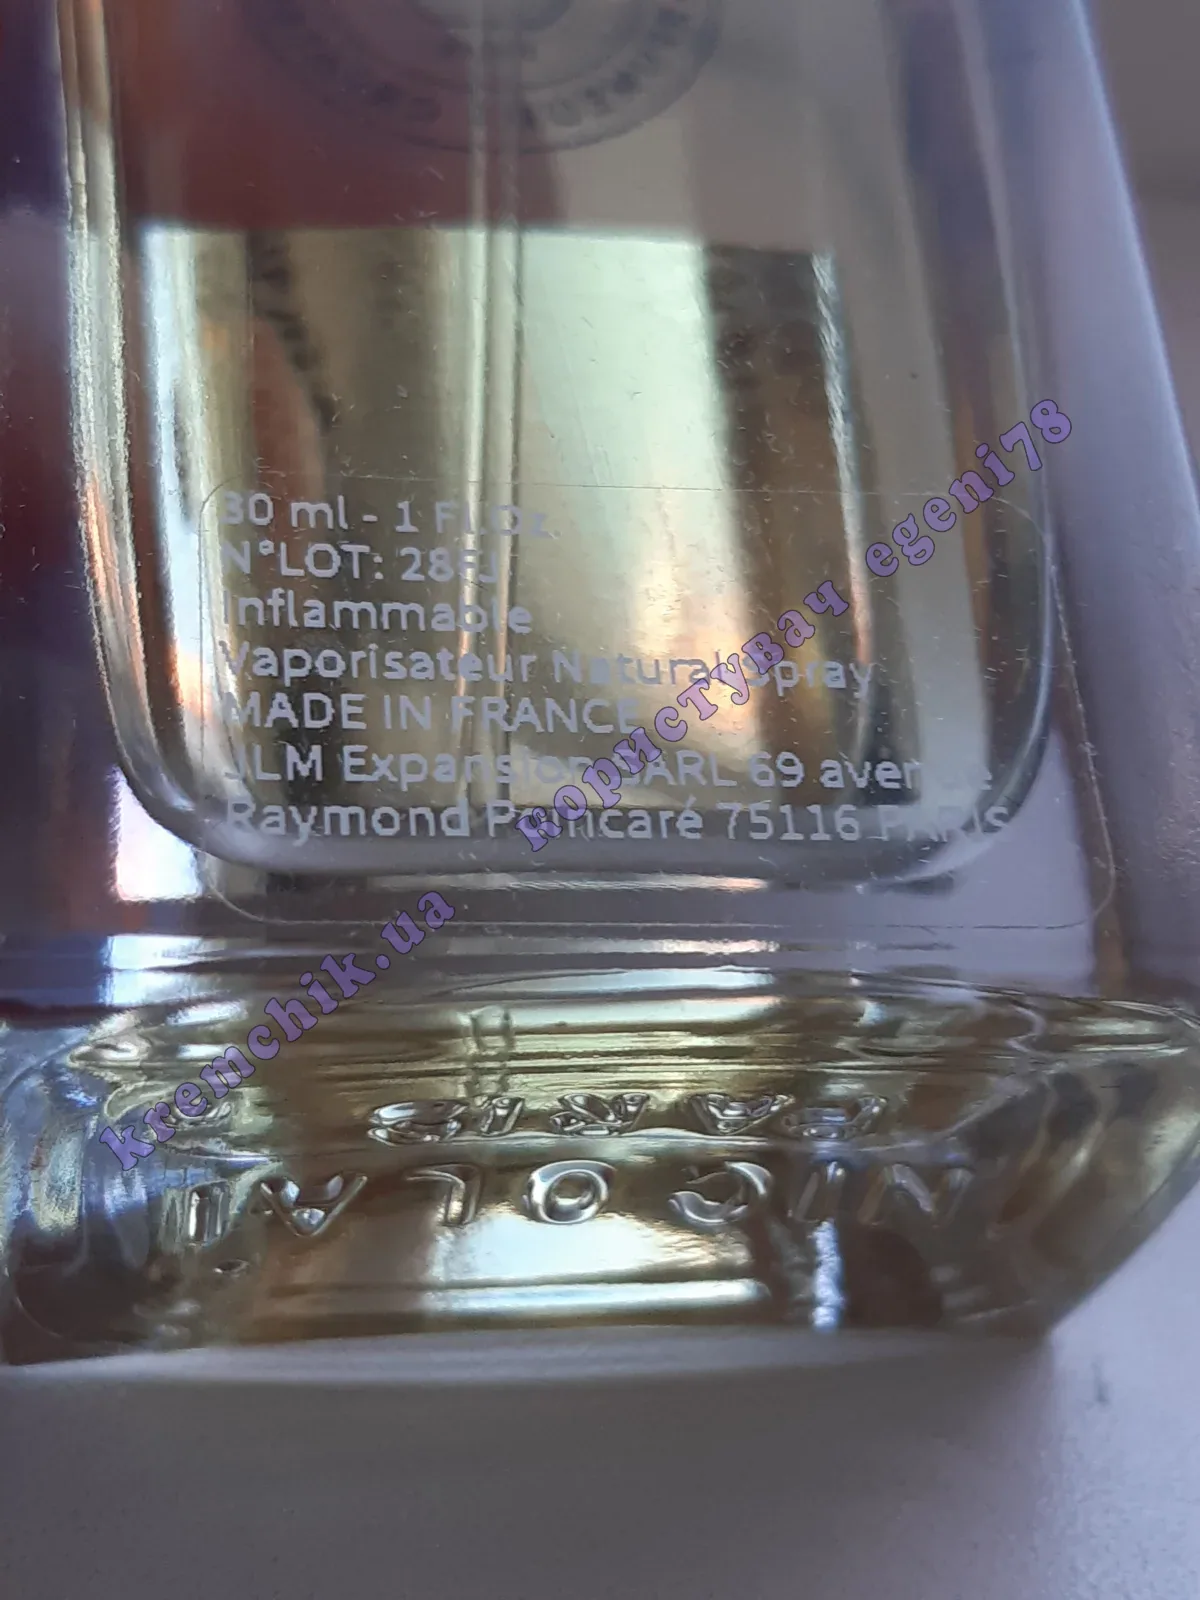 30 ml - 1 Fl.Oz.
N°LOT: 28FJ
Inflammable
Vaporisateur Natural Spray
MADE IN FRANCE
JLM Expansion SARL 69 avenue
Raymond Poincaré 75116 PARIS
kremchik.ua користувач egeni78
PARIS
NICOLAÏ